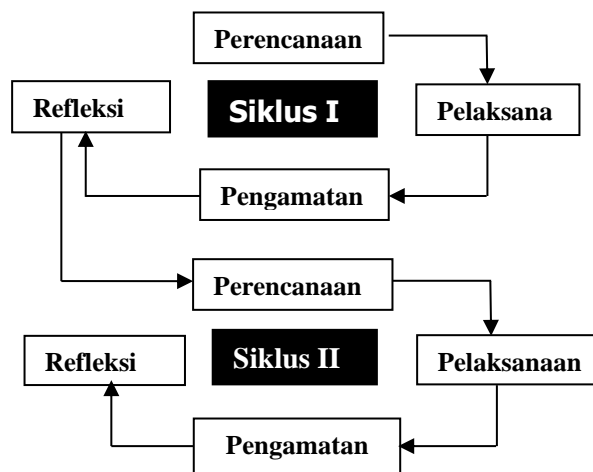 Perencanaan
Refleksi
Siklus I
Pelaksana
Pengamatan
Perencanaan
Refleksi
Siklus II
Pelaksanaan
Pengamatan